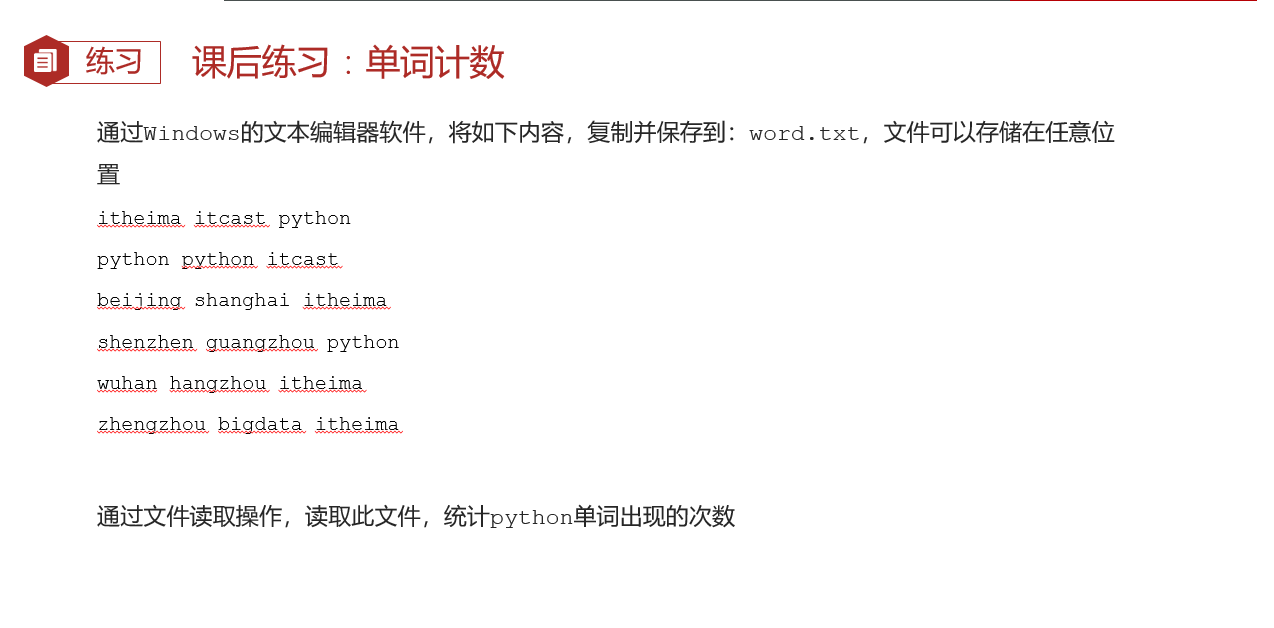 练习
课后练习：单词计数
通过Windows的文本编辑器软件，将如下内容，复制并保存到：word.txt，文件可以存储在任意位
置
itheima itcast python
python python itcast
beijing shanghai itheima
shenzhen guangzhou python
wuhan hangzhou itheima
zhengzhou bigdata itheima
通过文件读取操作，读取此文件，统计python单词出现的次数